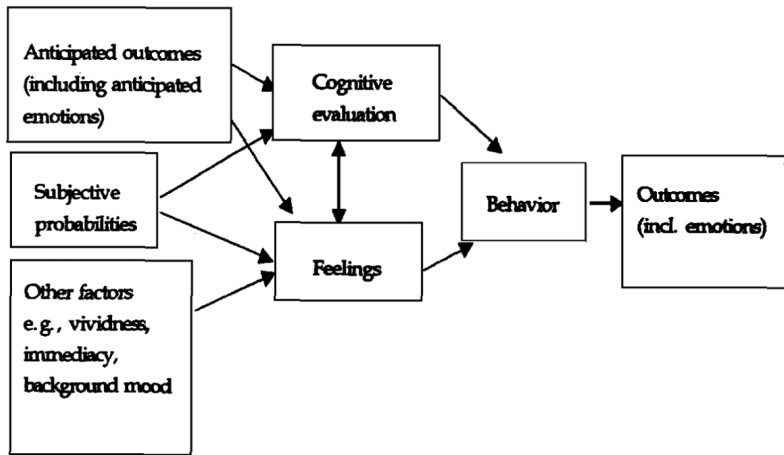 Anticipated outcomes
(including anticipated
emotions)
Subjective
probabilities
Other factors
e.g., vividness,
immediacy,
background mood
Cognitive
evaluation
Feelings
Behavior
Outcomes
(incl. emotions)